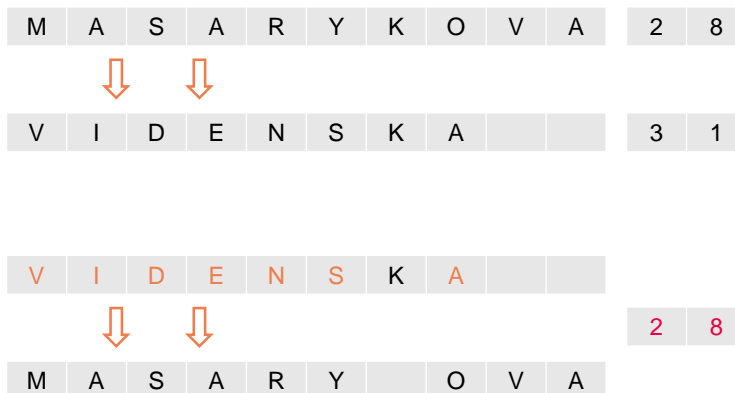 M A S A R Y K O V A 2 8
V I D E N S K A 3 1
V I D E N S K A
2 8
M A S A R Y O V A